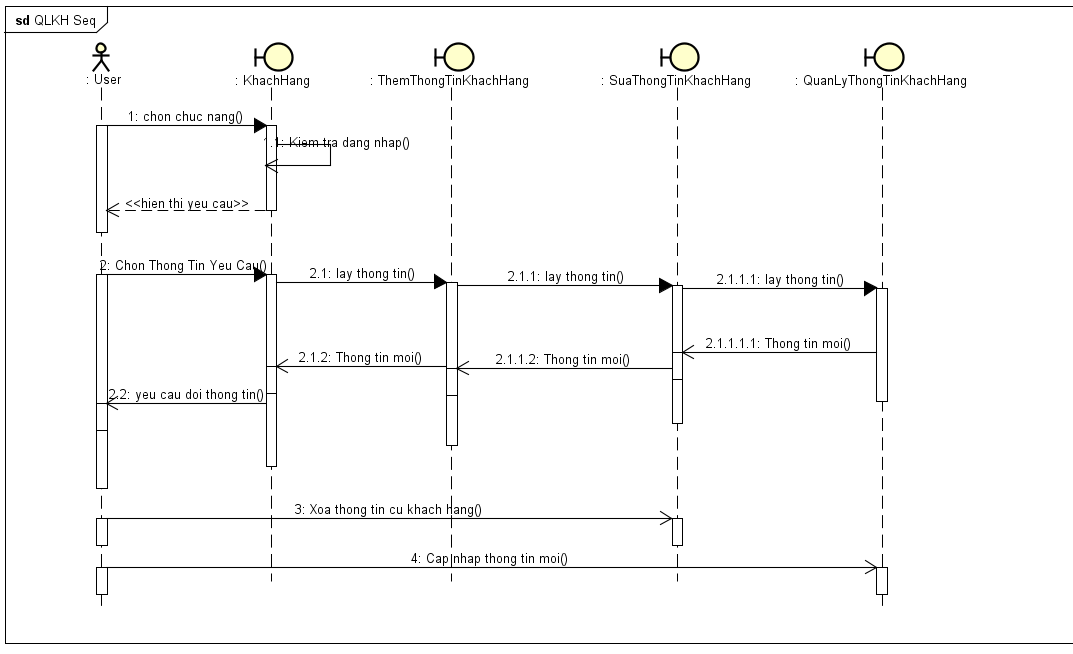 sd QLKH Seq
: User
: KhachHang
: ThemThongTinKhachHang
: SuaThongTinKhachHang
: QuanLyThongTinKhachHang
1: chon chuc nang()
1.1: Kiem tra dang nhap()
<<hien thi yeu cau>>
2: Chon Thong Tin Yeu Cau()
2.1: lay thong tin()
2.1.1: lay thong tin()
2.1.1.1: lay thong tin()
2.1.1.1.1: Thong tin moi()
2.1.1.2: Thong tin moi()
2.1.2: Thong tin moi()
2.2: yeu cau doi thong tin()
3: Xoa thong tin cu khach hang()
4: Cap nhap thong tin moi()